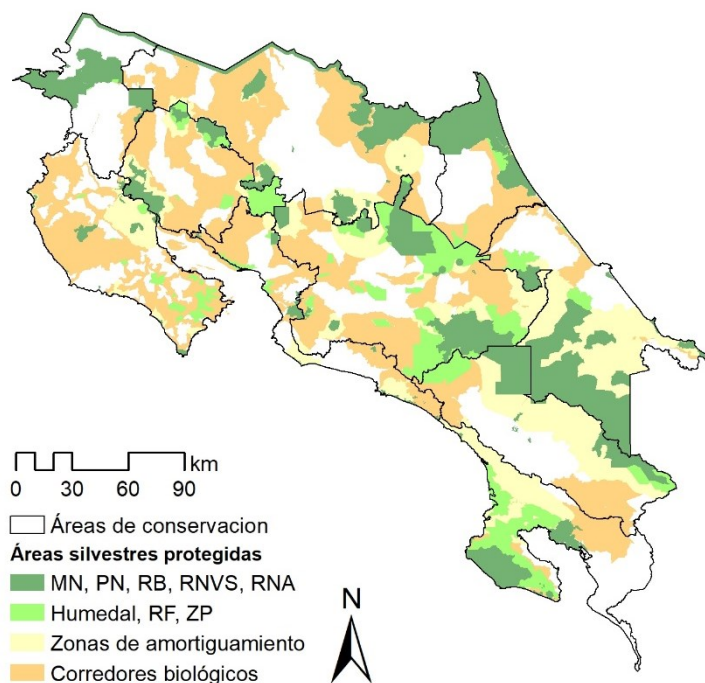 km
0 30 60 90
Áreas de conservacion
Áreas silvestres protegidas
MN, PN, RB, RNVS, RNA
Humedal, RF, ZP
Zonas de amortiguamiento
Corredores biológicos
N